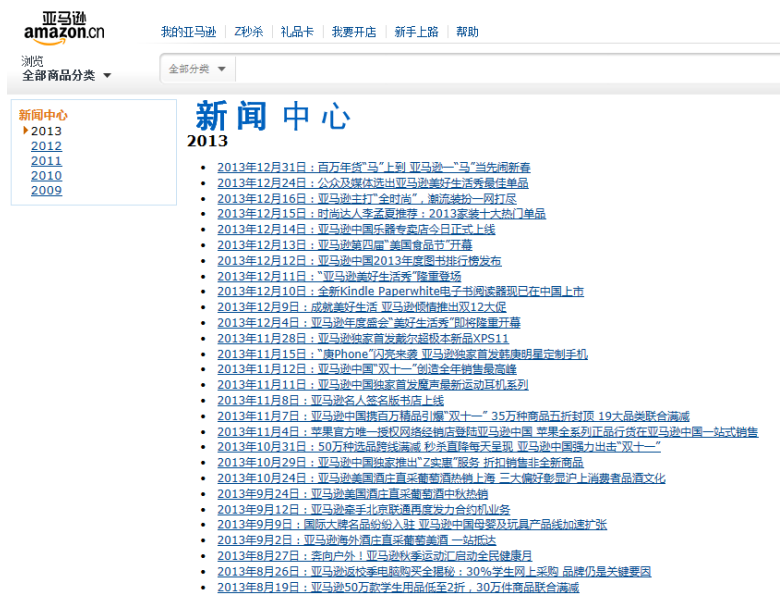 亚马逊
amazon.cn
我的亚马逊 Z秒杀 礼品卡 我要开店 新手上路 帮助
浏览
全部商品分类
全部分类
新闻中心
2013
2012
2011
2010
2009
新闻中心
2013
2013年12月31日：百万年货“马”上到 亚马逊一“马”当先闹新春
2013年12月24日：公众及媒体选出亚马逊美好生活秀最佳单品
2013年12月16日：亚马逊主打“全时尚”，潮流装扮一网打尽
2013年12月15日：时尚达人李孟夏推荐：2013家装十大热门单品
2013年12月14日：亚马逊中国乐器专卖店今日正式上线
2013年12月13日：亚马逊第四届“美国食品节”开幕
2013年12月12日：亚马逊中国2013年度图书排行榜发布
2013年12月11日：“亚马逊美好生活秀”隆重登场
2013年12月10日：全新Kindle Paperwhite电子书阅读器现已在中国上市
2013年12月9日：成就美好生活 亚马逊倾情推出双12大促
2013年12月4日：亚马逊年度盛会“美好生活秀”即将隆重开幕
2013年11月28日：亚马逊独家首发戴尔超极本新品XPS11
2013年11月15日：“庚Phone”闪亮来袭 亚马逊独家首发韩庚明星定制手机
2013年11月12日：亚马逊中国“双十一”创造全年销售最高峰
2013年11月11日：亚马逊中国独家首发魔声最新运动耳机系列
2013年11月8日：亚马逊名人签名版书店上线
2013年11月7日：亚马逊中国携百万精品引爆“双十一” 35万种商品五折封顶 19大品类联合满减
2013年11月4日：苹果官方唯一授权网络经销店登陆亚马逊中国 苹果全系列正品行货在亚马逊中国一站式销售
2013年10月31日：50万种选品跨线满减 秒杀直降每天呈现 亚马逊中国强力出击“双十一”
2013年10月29日：亚马逊中国独家推出“Z实惠”服务 折扣销售非全新商品
2013年10月24日：亚马逊美国酒庄直采葡萄酒热销上海 三大偏好彰显沪上消费者品酒文化
2013年9月24日：亚马逊美国酒庄直采葡萄酒中秋热销
2013年9月12日：亚马逊牵手北京联通再度发力合约机业务
2013年9月9日：国际大牌名品纷纷入驻 亚马逊中国母婴及玩具产品线加速扩张
2013年9月2日：亚马逊海外酒庄直采葡萄美酒 一站抵达
2013年8月27日：奔向户外！亚马逊秋季运动汇启动全民健康月
2013年8月26日：亚马逊返校季电脑购买全揭秘：30%学生网上采购 品牌仍是关键要因
2013年8月19日：亚马逊50万款学生用品低至2折，30万件商品联合满减